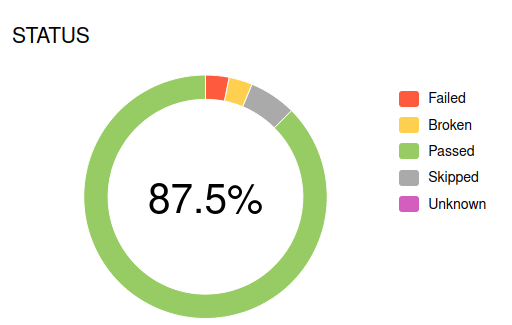 STATUS
87.5%
Failed
Broken
Passed
Skipped
Unknown